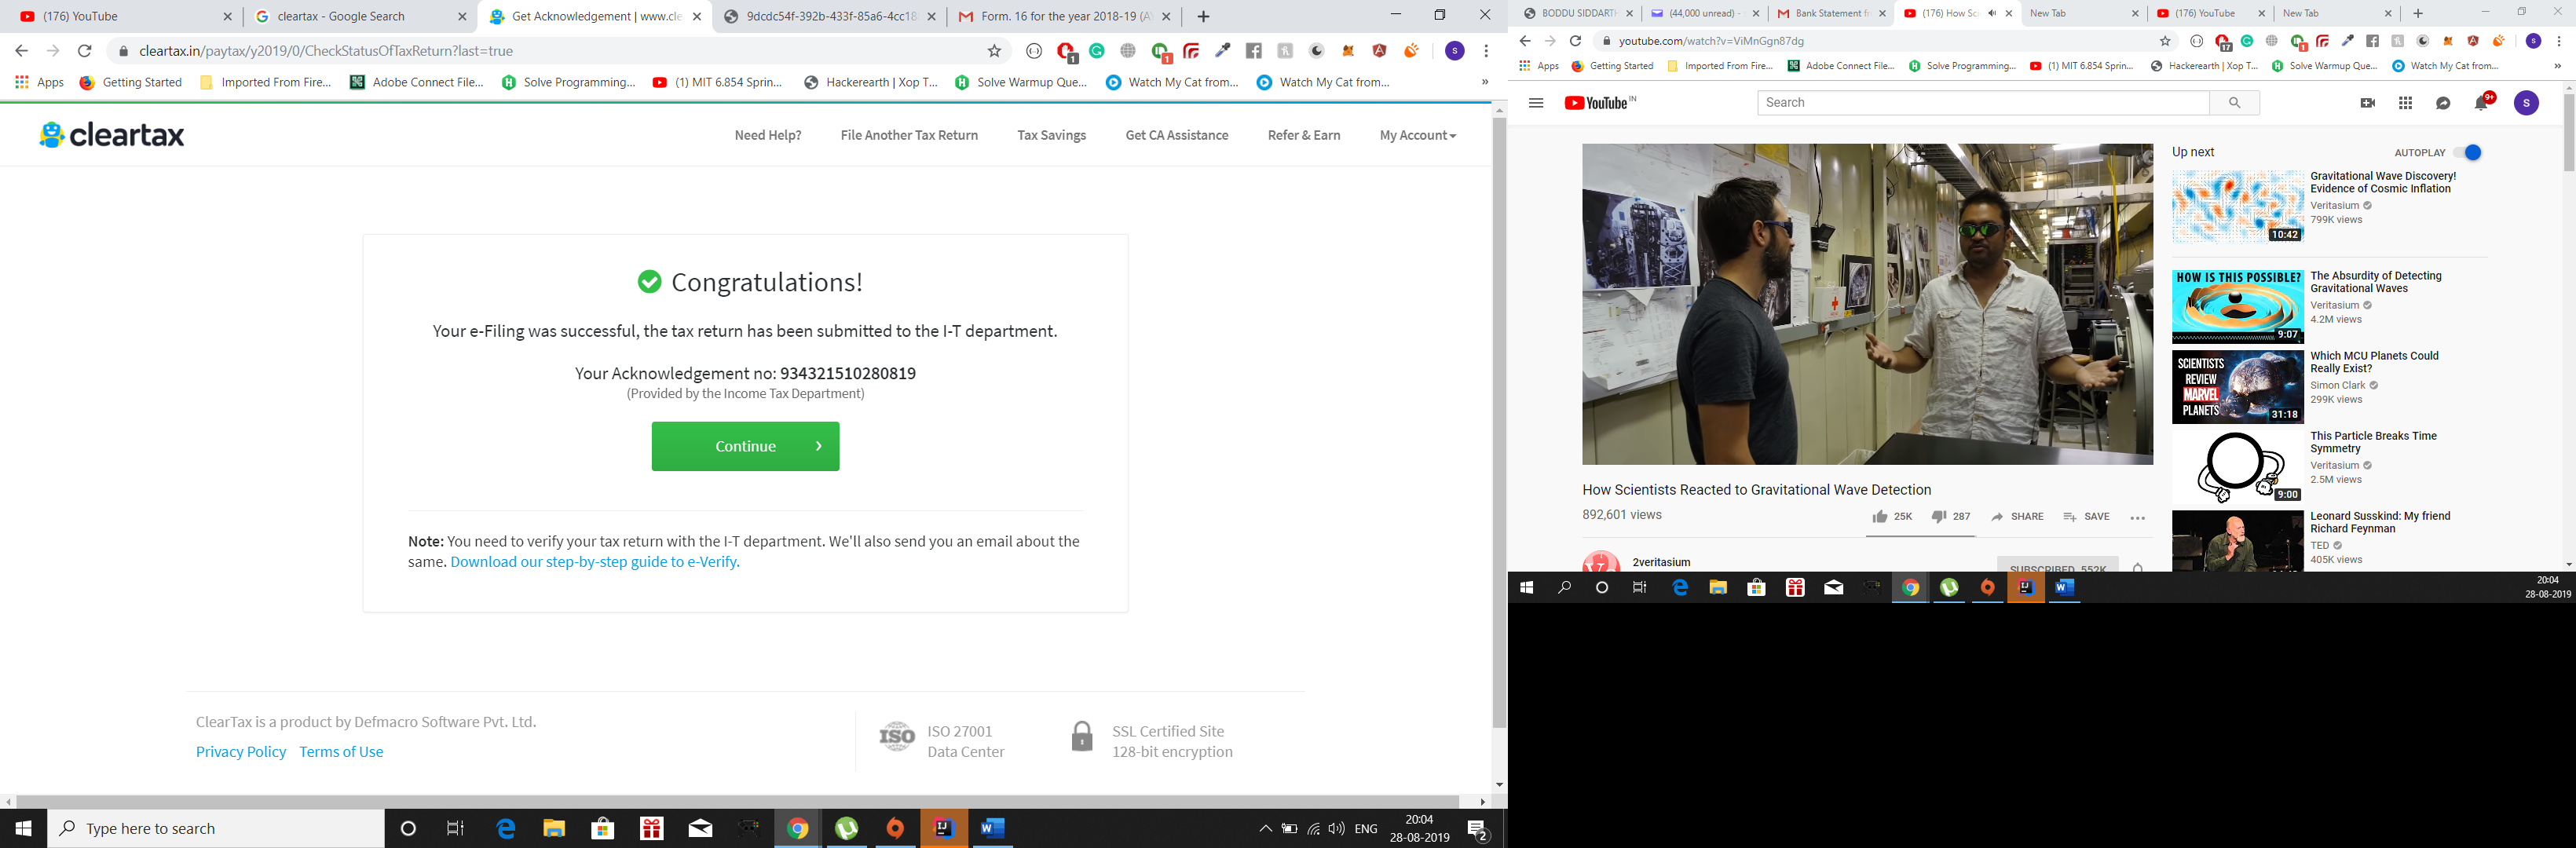 (176) YouTube
cleartax - Google Search
Get Acknowledgement | www.cle
9dcdc54f-392b-433f-85a6-4cc18
Form. 16 for the year 2018-19 (A
cleartax.in/paytax/y2019/0/CheckStatusOfTaxReturn?last=true
Apps
Getting Started
Imported From Fire...
Adobe Connect File...
Solve Programming...
(1) MIT 6.854 Sprin...
Hackerearth | Xop T...
Solve Warmup Que...
Watch My Cat from...
Watch My Cat from...
cleartax
Need Help?
File Another Tax Return
Tax Savings
Get CA Assistance
Refer & Earn
My Account
Congratulations!
Your e-Filing was successful, the tax return has been submitted to the I-T department.
Your Acknowledgement no: 934321510280819
(Provided by the Income Tax Department)
Continue
Note: You need to verify your tax return with the I-T department. We'll also send you an email about the
same. Download our step-by-step guide to e-Verify.
ClearTax is a product by Defmacro Software Pvt. Ltd.
Privacy Policy Terms of Use
ISO
ISO 27001
Data Center
SSL Certified Site
128-bit encryption
Type here to search
ENG
20:04
28-08-2019
2
BODDU SIDDARTH
(44,000 unread) -
Bank Statement fr
(176) How Sci
New Tab
(176) YouTube
New Tab
youtube.com/watch?v=ViMnGgn87dg
Apps
Getting Started
Imported From Fire...
Adobe Connect File...
Solve Programming...
(1) MIT 6.854 Sprin...
Hackerearth | Xop T...
Solve Warmup Que...
Watch My Cat from...
YouTube IN
Search
9+
S
How Scientists Reacted to Gravitational Wave Detection
892,601 views
25K
287
SHARE
SAVE
2veritasium
SUBSCRIBED 552K
Up next
AUTOPLAY
10:42
Gravitational Wave Discovery!
Evidence of Cosmic Inflation
Veritasium
799K views
HOW IS THIS POSSIBLE?
9:07
The Absurdity of Detecting
Gravitational Waves
Veritasium
4.2M views
SCIENTISTS
REVIEW
MARVEL
PLANETS
31:18
Which MCU Planets Could
Really Exist?
Simon Clark
299K views
9:00
This Particle Breaks Time
Symmetry
Veritasium
2.5M views
Leonard Susskind: My friend
Richard Feynman
TED
405K views
20:04
28-08-2019